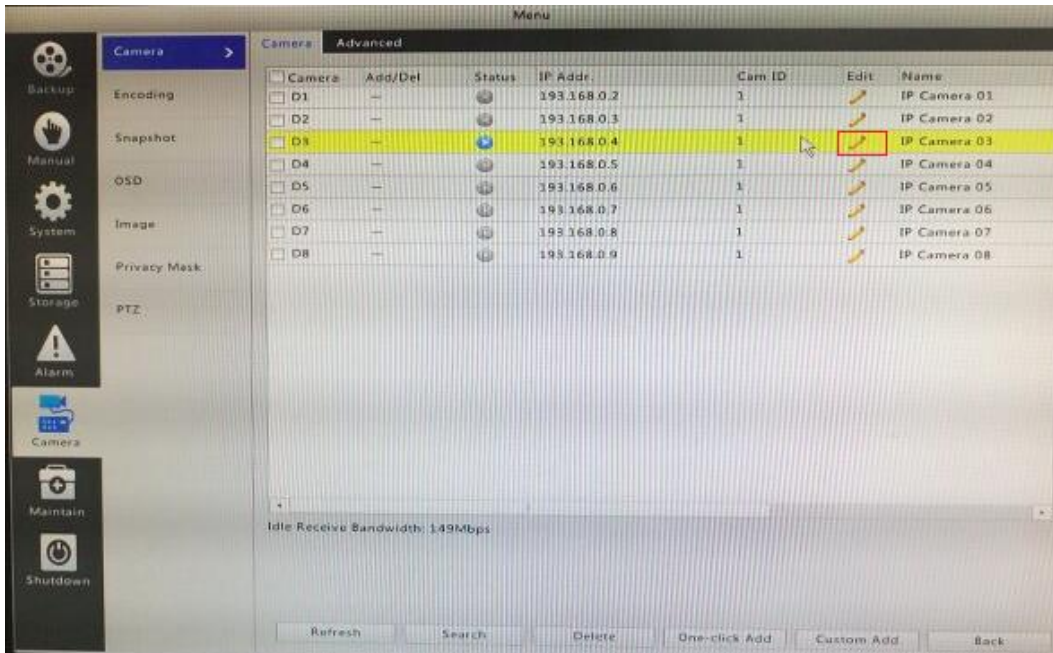 Menu
Backup
Manual
System
Storage
Alarm
Camera
Maintain
Shutdown
Camera >
Encoding
Snapshot
OSD
Image
Privacy Mask
PTZ
Camera Advanced
Camera Add/Del Status IP Addr. Cam ID Edit Name
D1 — 193.168.0.2 1 IP Camera 01
D2 — 193.168.0.3 1 IP Camera 02
D3 — 193.168.0.4 1 IP Camera 03
D4 — 193.168.0.5 1 IP Camera 04
D5 — 193.168.0.6 1 IP Camera 05
D6 — 193.168.0.7 1 IP Camera 06
D7 — 193.168.0.8 1 IP Camera 07
D8 — 193.168.0.9 1 IP Camera 08
Idle Receive Bandwidth: 149Mbps
Refresh Search Delete One-click Add Custom Add Back